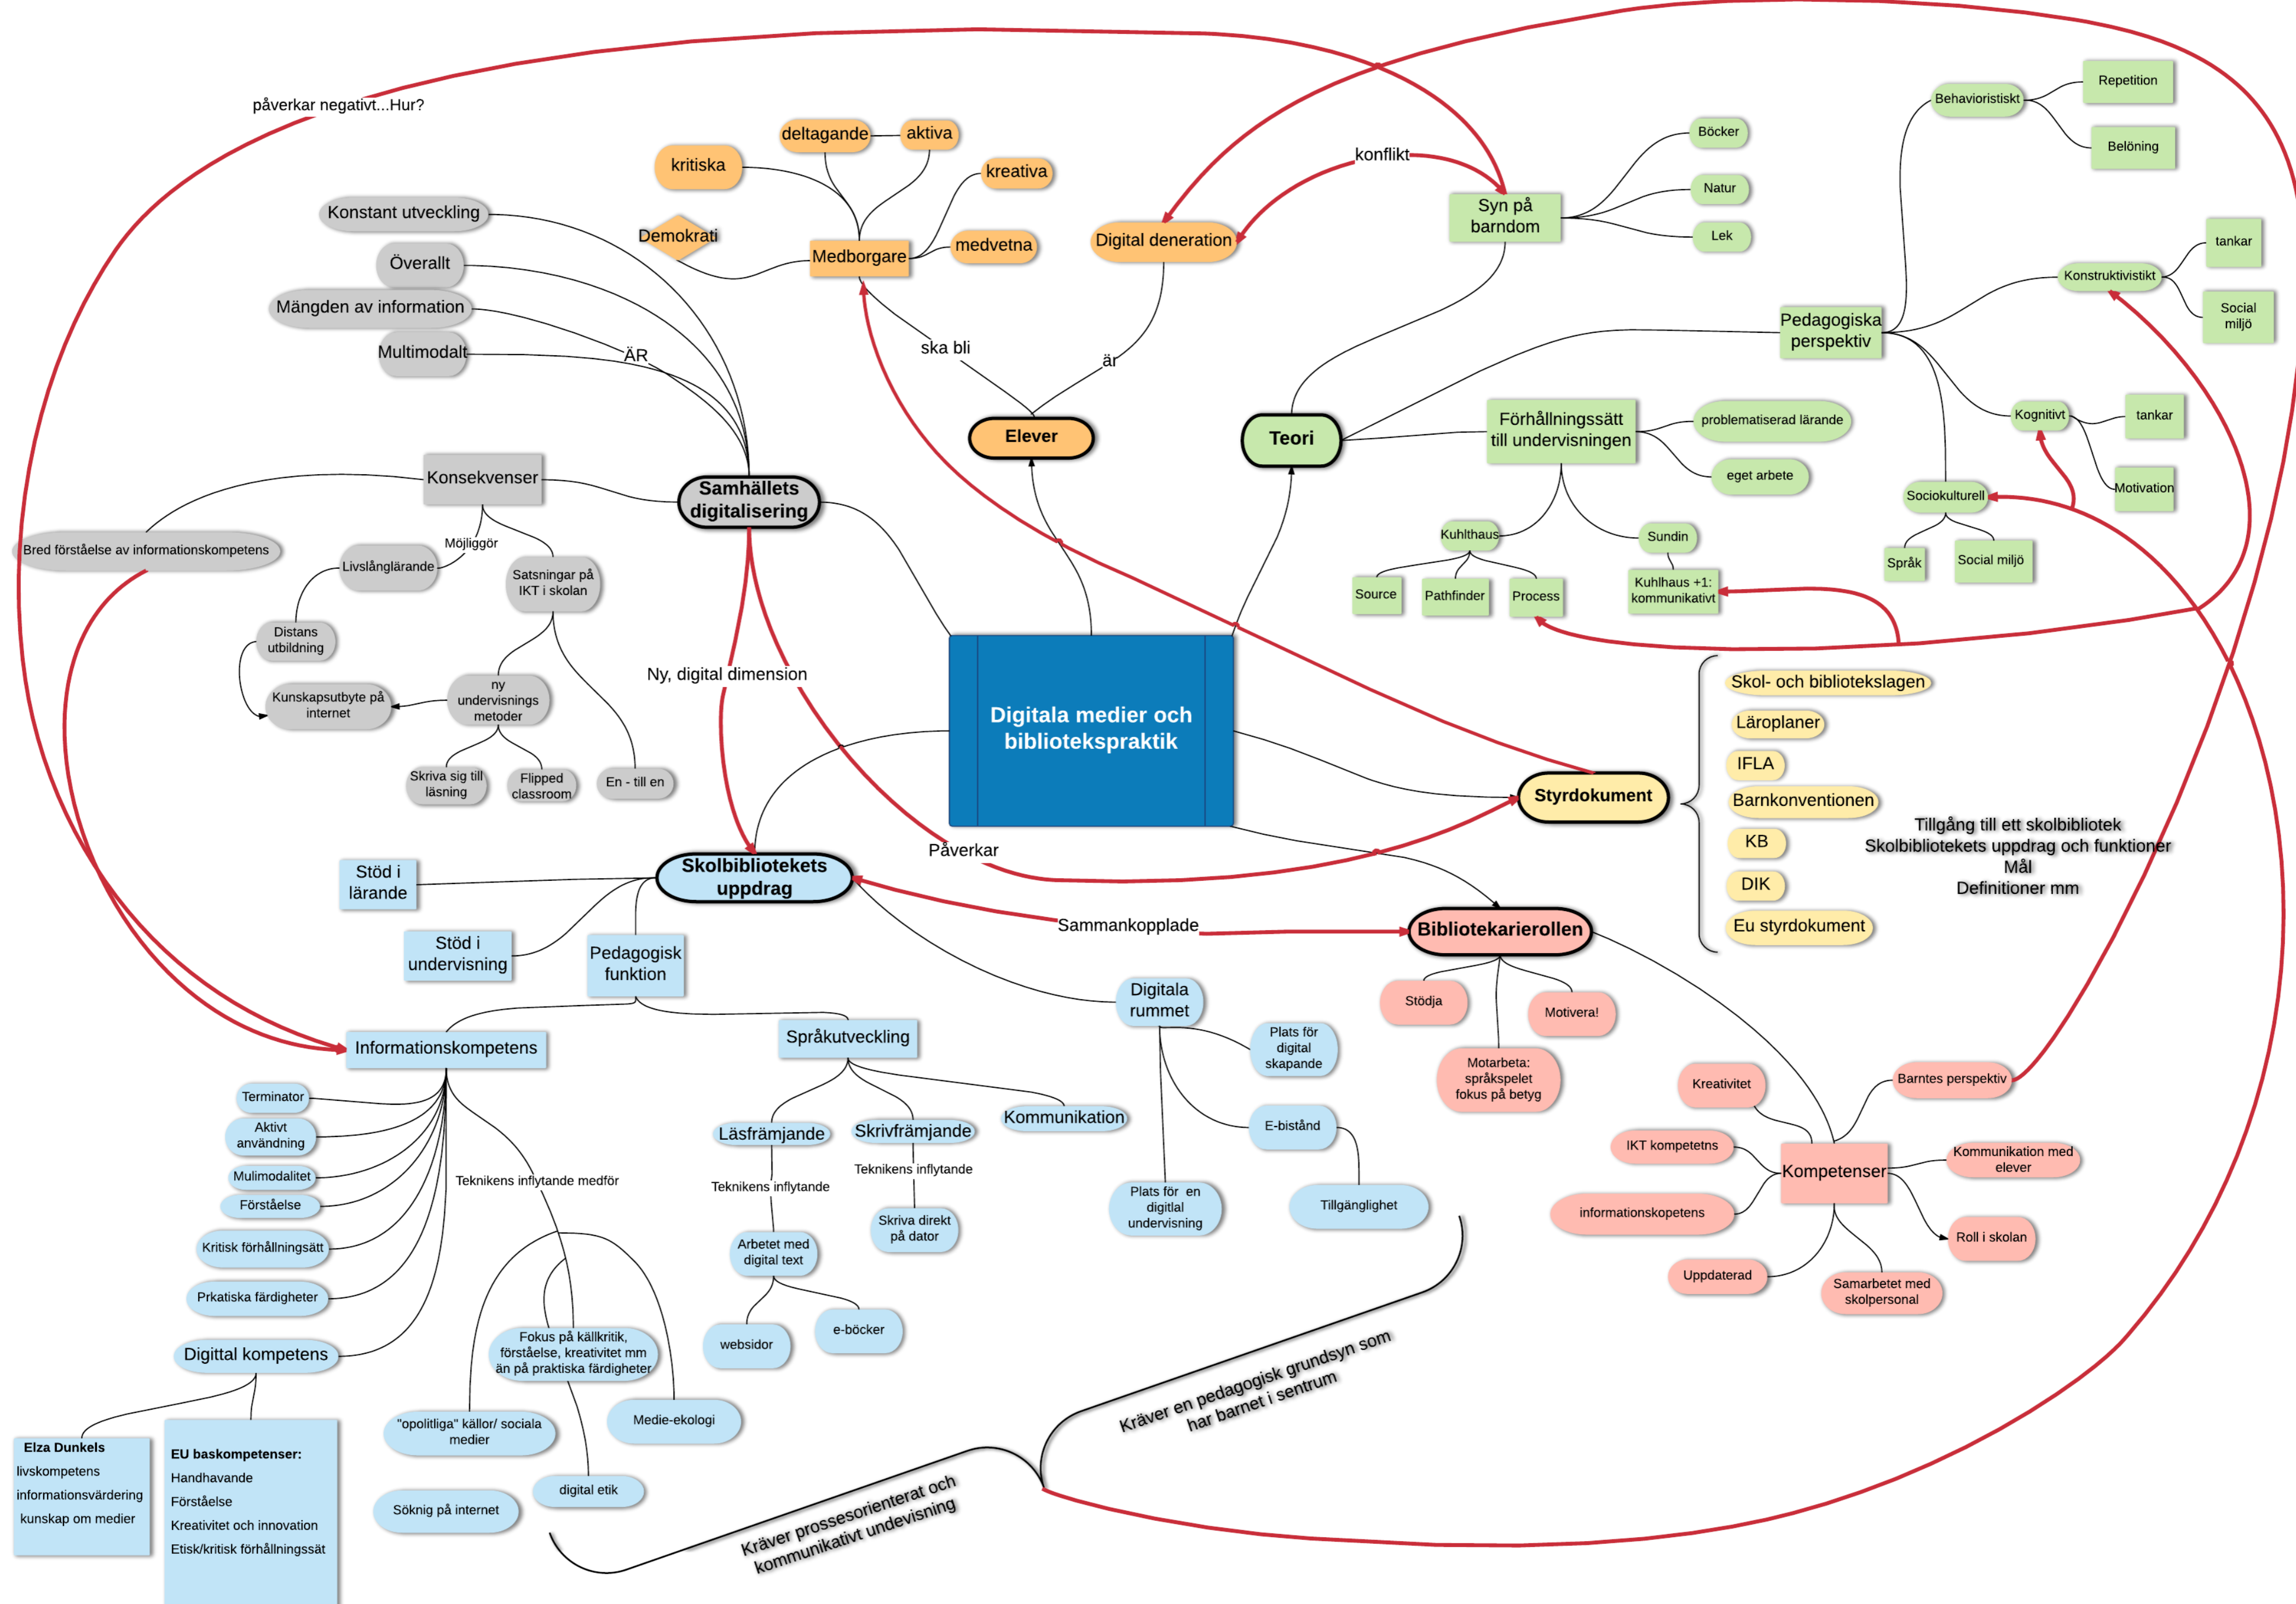 påverkar negativt...Hur?
deltagande
aktiva
kritiska
kreativa
Demokrati
Medborgare
medvetna
ska bli
Digital deneration
är
Elever
konflikt
Konstant utveckling
Överallt
Mängden av information
Multimodalt
ÄR
Samhällets
digitalisering
Konsekvenser
Bred förståelse av informationskompetens
Möjliggör
Livslånglärande
Satsningar på
IKT i skolan
Distans
utbildning
Kunskapsutbyte på
internet
ny
undervisnings
metoder
Skriva sig till
läsning
Flipped
classroom
En - till en
Ny, digital dimension
Påverkar
Syn på
barndom
Böcker
Natur
Lek
Teori
Pedagogiska
perspektiv
Behavioristiskt
Repetition
Belöning
Konstruktivistikt
tankar
Social
miljö
Kognitivt
tankar
Motivation
Sociokulturell
Språk
Social miljö
Förhållningssätt
till undervisningen
problematiserad lärande
eget arbete
Kuhlthaus
Source
Pathfinder
Process
Sundin
Kuhlhaus +1:
kommunikativt
Digitala medier och
bibliotekspraktik
Styrdokument
Skol- och bibliotekslagen
Läroplaner
IFLA
Barnkonventionen
KB
DIK
Eu styrdokument
Tillgång till ett skolbibliotek
Skolbibliotekets uppdrag och funktioner
Mål
Definitioner mm
Skolbibliotekets
uppdrag
Sammankopplade
Stöd i
lärande
Stöd i
undervisning
Pedagogisk
funktion
Informationskompetens
Terminator
Aktivt
användning
Mulimodalitet
Förståelse
Kritisk förhållningsätt
Prkatiska färdigheter
Digittal kompetens
Elza Dunkels
livskompetens
informationsvärdering
kunskap om medier
EU baskompetenser:
Handhavande
Förståelse
Kreativitet och innovation
Etisk/kritisk förhållningssät
Teknikens inflytande medför
Fokus på källkritik,
förståelse, kreativitet mm
än på praktiska färdigheter
"opolitliga" källor/ sociala
medier
Medie-ekologi
Söknig på internet
digital etik
Språkutveckling
Läsfrämjande
Skrivfrämjande
Kommunikation
Teknikens inflytande
Teknikens inflytande
Arbetet med
digital text
Skriva direkt
på dator
websidor
e-böcker
Digitala
rummet
Plats för
digital
skapande
E-bistånd
Plats för  en
digitlal
undervisning
Tillgänglighet
Kräver prossesorienterat och
kommunikativt undevisning
Kräver en pedagogisk grundsyn som
har barnet i sentrum
Bibliotekarierollen
Stödja
Motivera!
Motarbeta:
språkspelet
fokus på betyg
Kompetenser
Kreativitet
Barntes perspektiv
IKT kompetetns
Kommunikation med
elever
informationskopetens
Roll i skolan
Uppdaterad
Samarbetet med
skolpersonal